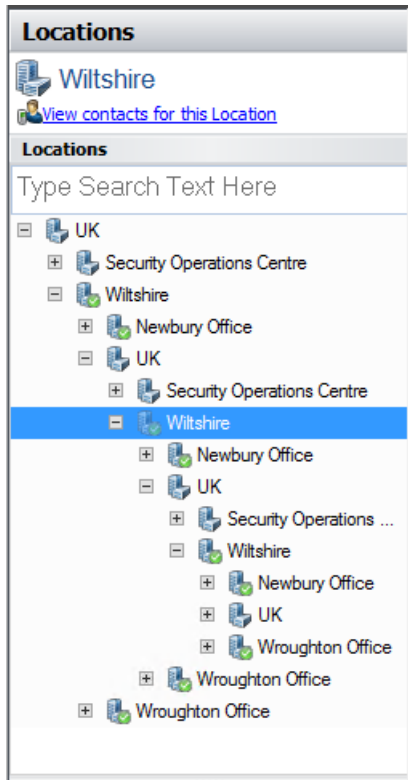 Locations
Wiltshire
View contacts for this Location
Locations
Type Search Text Here
UK
Security Operations Centre
Wiltshire
Newbury Office
UK
Security Operations Centre
Wiltshire
Newbury Office
UK
Security Operations ...
Wiltshire
Newbury Office
UK
Wroughton Office
Wroughton Office
Wroughton Office